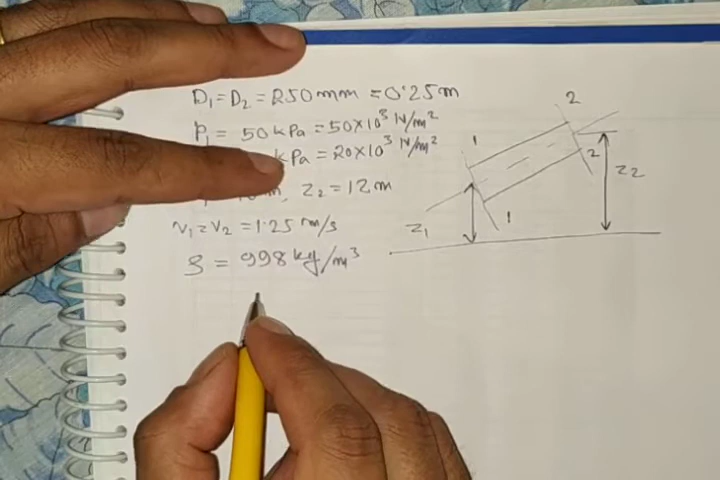 D₁ = D₂ = 250 mm = 0.25 m
P₁ = 50 kPa = 50×10³ N/m²
kPa = 20×10³ N/m²
m, Z₂ = 12 m
V₁ = V₂ = 1.25 m/s
ρ = 998 kg/m³
2
1
2
Z₂
1
Z₁